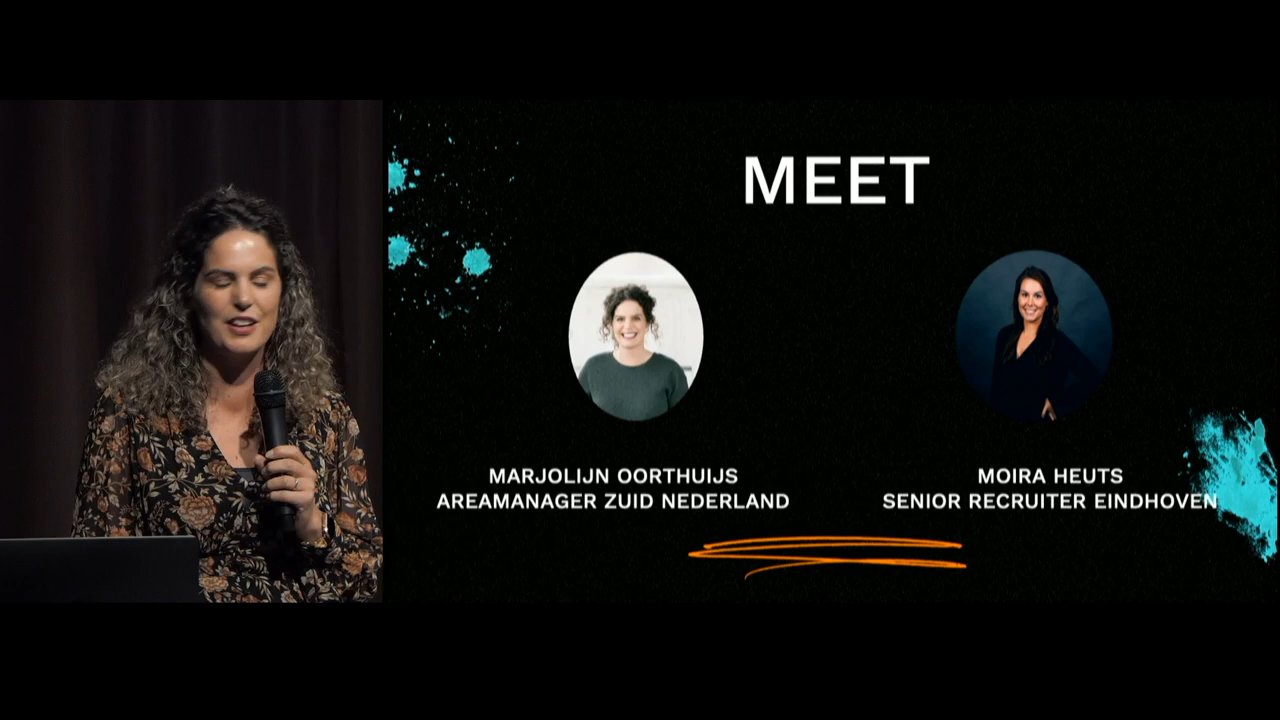 MEET
MARJOLIJN OORTHUIJS
AREAMANAGER ZUID NEDERLAND
MOIRA HEUTS
SENIOR RECRUITER EINDHOVEN